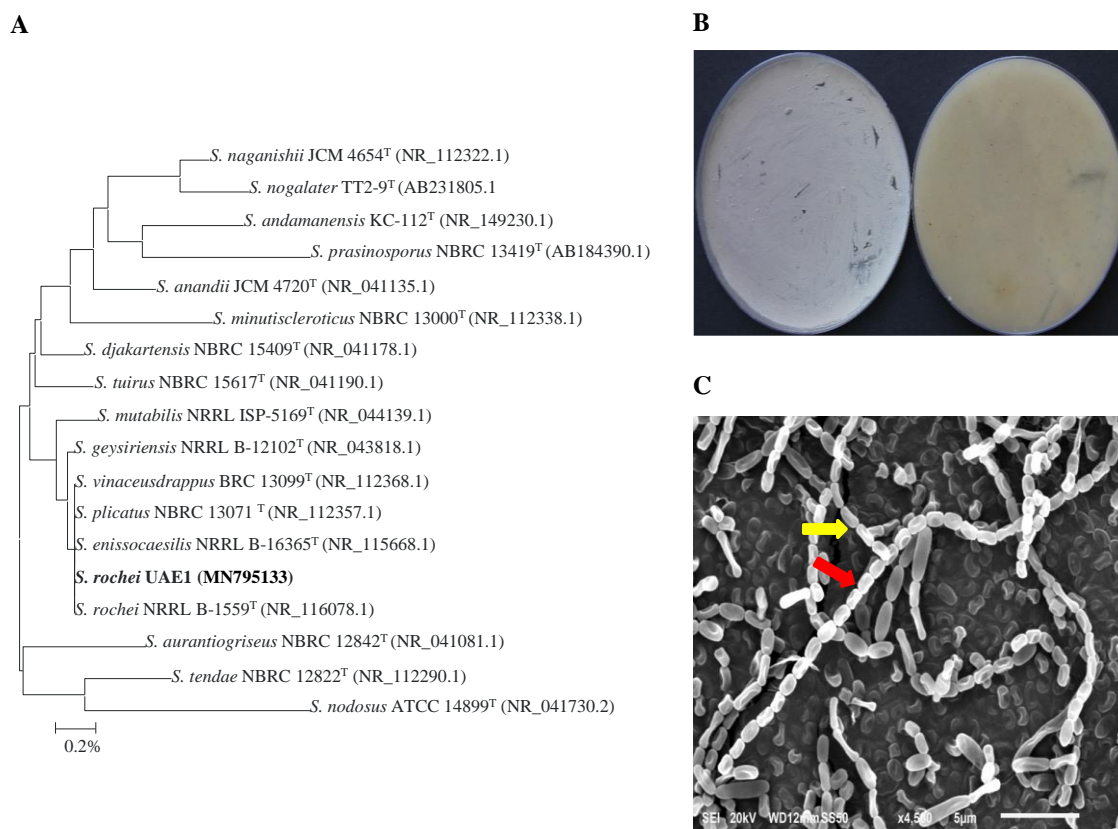 A
S. naganishii JCM 4654ᵀ (NR_112322.1)
S. nogalater TT2-9ᵀ (AB231805.1
S. andamanensis KC-112ᵀ (NR_149230.1)
S. prasinosporus NBRC 13419ᵀ (AB184390.1)
S. anandii JCM 4720ᵀ (NR_041135.1)
S. minutiscleroticus NBRC 13000ᵀ (NR_112338.1)
S. djakartensis NBRC 15409ᵀ (NR_041178.1)
S. tuirus NBRC 15617ᵀ (NR_041190.1)
S. mutabilis NRRL ISP-5169ᵀ (NR_044139.1)
S. geysiriensis NRRL B-12102ᵀ (NR_043818.1)
S. vinaceusdrappus BRC 13099ᵀ (NR_112368.1)
S. plicatus NBRC 13071 ᵀ (NR_112357.1)
S. enissocaesilis NRRL B-16365ᵀ (NR_115668.1)
S. rochei UAE1 (MN795133)
S. rochei NRRL B-1559ᵀ (NR_116078.1)
S. aurantiogriseus NBRC 12842ᵀ (NR_041081.1)
S. tendae NBRC 12822ᵀ (NR_112290.1)
S. nodosus ATCC 14899ᵀ (NR_041730.2)
0.2%
B
C
SEI 20kV WD12mmSS50 x4,500 5µm